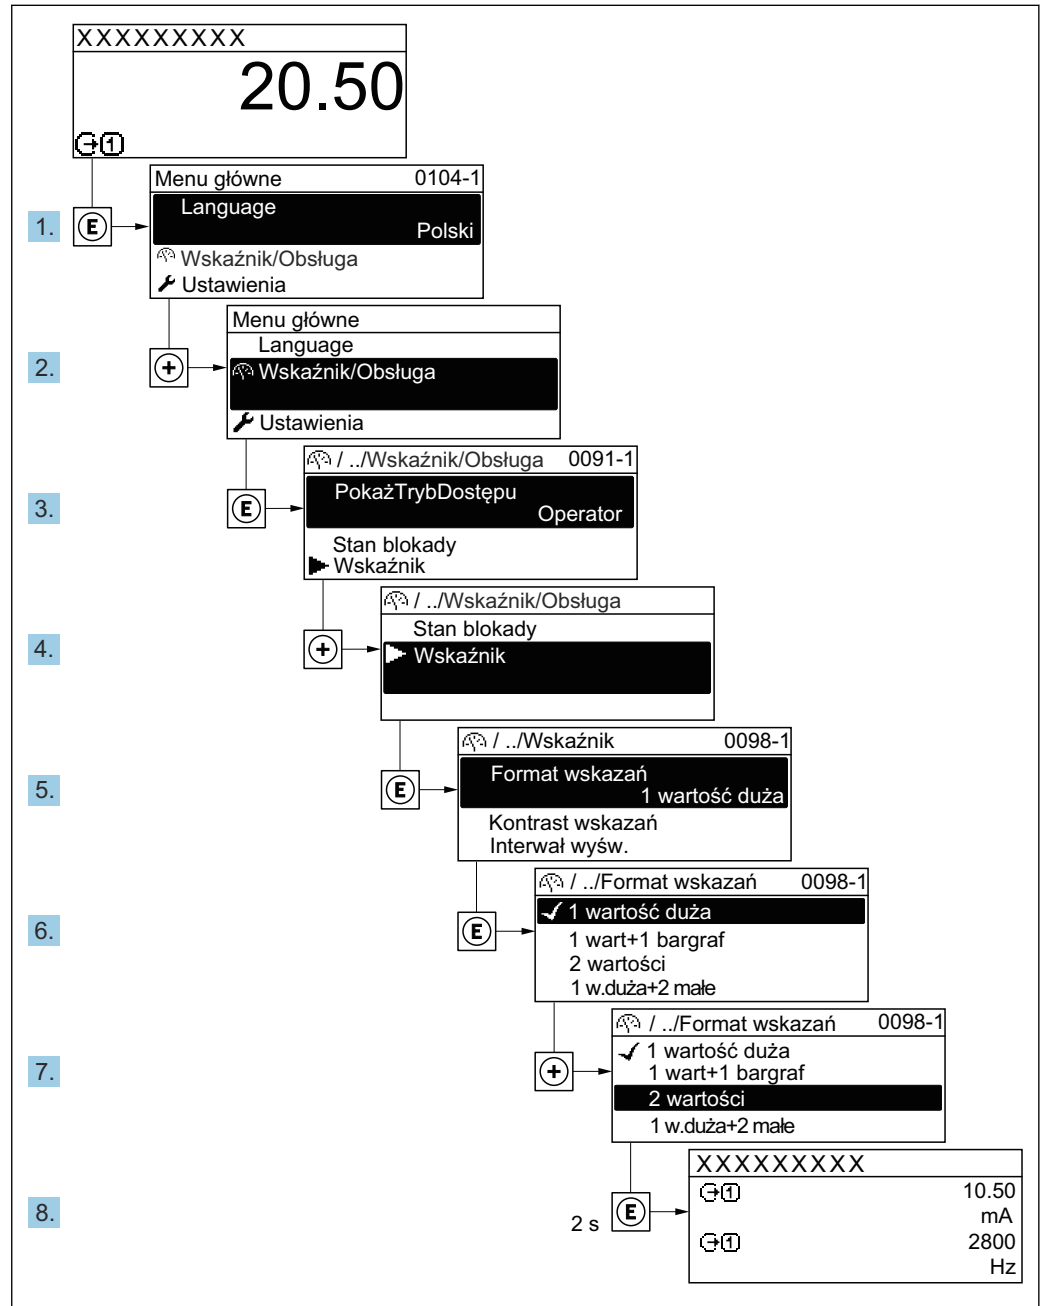 XXXXXXXXX
20.50
1
Menu główne 0104-1
Language
Polski
1. E
Wskaźnik/Obsługa
Ustawienia
Menu główne
Language
2. + Wskaźnik/Obsługa
Ustawienia
/ ../Wskaźnik/Obsługa 0091-1
PokażTrybDostępu
3. E Operator
Stan blokady
Wskaźnik
/ ../Wskaźnik/Obsługa
Stan blokady
4. + Wskaźnik
/ ../Wskaźnik 0098-1
Format wskazań
5. E 1 wartość duża
Kontrast wskazań
Interwał wyśw.
/ ../Format wskazań 0098-1
1 wartość duża
6. E
1 wart+1 bargraf
2 wartości
1 w.duża+2 małe
/ ../Format wskazań 0098-1
1 wartość duża
7. + 1 wart+1 bargraf
2 wartości
1 w.duża+2 małe
XXXXXXXXX
1 10.50
8. 2 s E mA
1 2800
Hz